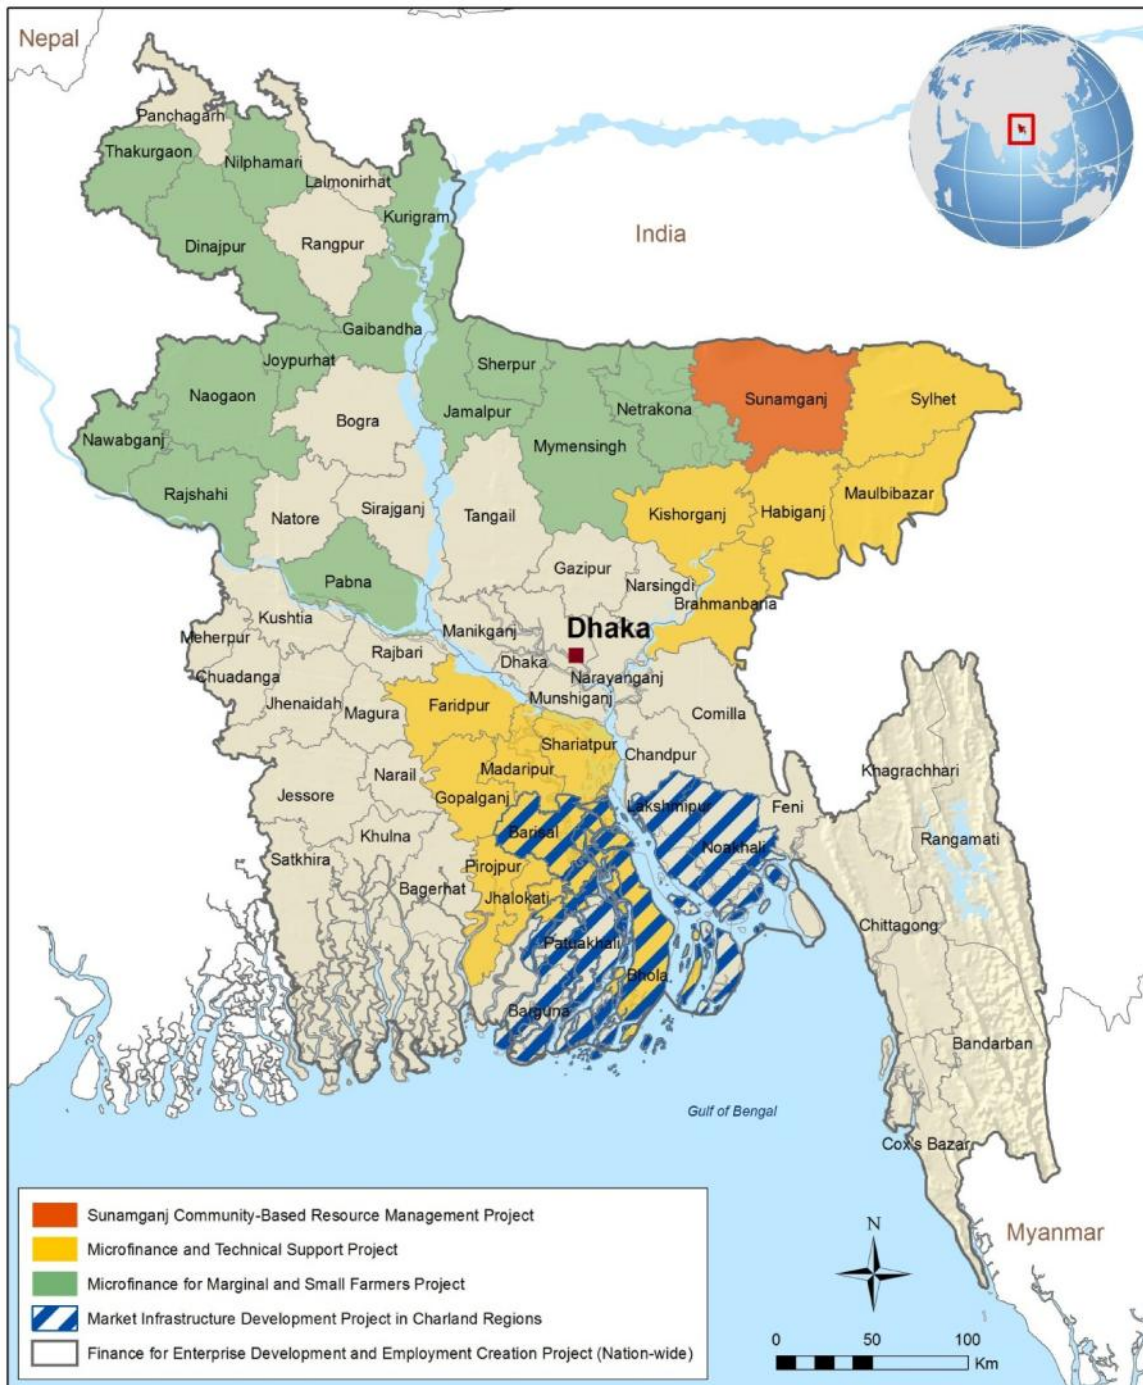 Nepal
Panchagarh
Thakurgaon
Nilphamari
Lalmonirhat
Kurigram
Rangpur
Dinajpur
India
Gaibandha
Joypurhat
Sherpur
Naogaon
Sunamganj
Sylhet
Jamalpur
Netrakona
Bogra
Nawabganj
Mymensingh
Rajshahi
Maulbibazar
Sirajganj
Natore
Tangail
Kishorganj
Habiganj
Gazipur
Pabna
Narsingdi
Brahmanbaria
Kushtia
Dhaka
Manikganj
Meherpur
Rajbari
Dhaka
Chuadanga
Narayanganj
Munshiganj
Jhenaidah
Magura
Faridpur
Comilla
Shariatpur
Chandpur
Madaripur
Narail
Khagrachhari
Jessore
Gopalganj
Lakshmipur
Feni
Khulna
Barisal
Noakhali
Rangamati
Satkhira
Pirojpur
Bagerhat
Jhalokati
Chittagong
Patuakhali
Bhola
Barguna
Bandarban
Gulf of Bengal
Cox's Bazar
Myanmar
Sunamganj Community-Based Resource Management Project
Microfinance and Technical Support Project
Microfinance for Marginal and Small Farmers Project
Market Infrastructure Development Project in Charland Regions
Finance for Enterprise Development and Employment Creation Project (Nation-wide)
N
0 50 100
Km